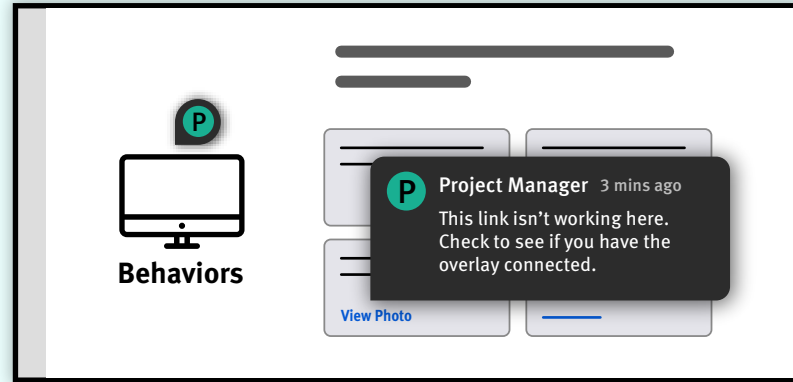 P
Behaviors
P
Project Manager 3 mins ago
This link isn’t working here.
Check to see if you have the
overlay connected.
View Photo